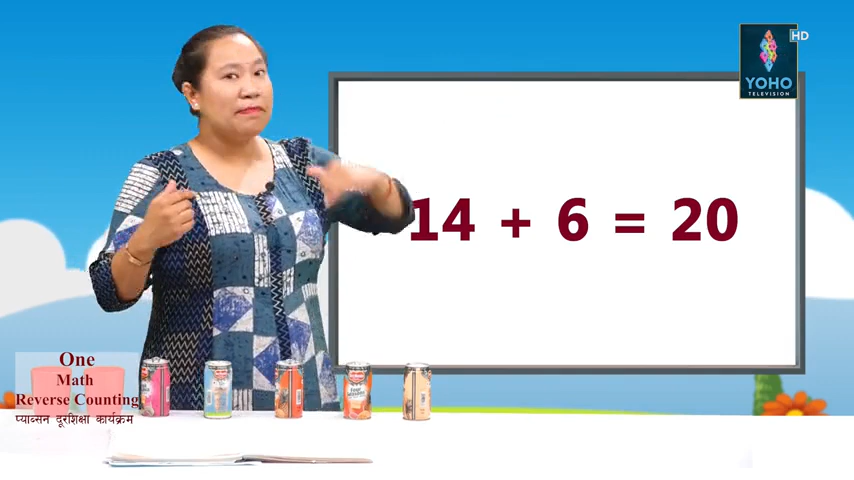 HD
YOHO
TELEVISION
14 + 6 = 20
One
Math
Reverse Counting
प्याब्सन दूरशिक्षा कार्यक्रम